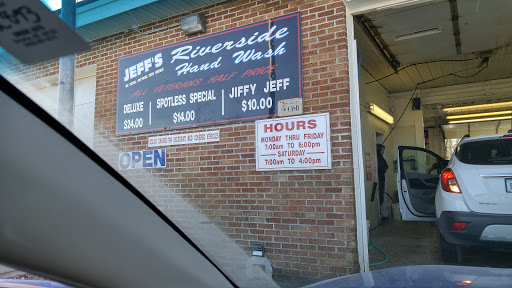 JEFF'S
Riverside
Hand Wash
ALL VETERANS HALF PRICE
DELUXE
$24.00
SPOTLESS SPECIAL
$14.00
JIFFY JEFF
$10.00
OPEN
HOURS
MONDAY THRU FRIDAY
7:00am TO 6:00pm
SATURDAY
7:00am TO 4:00pm